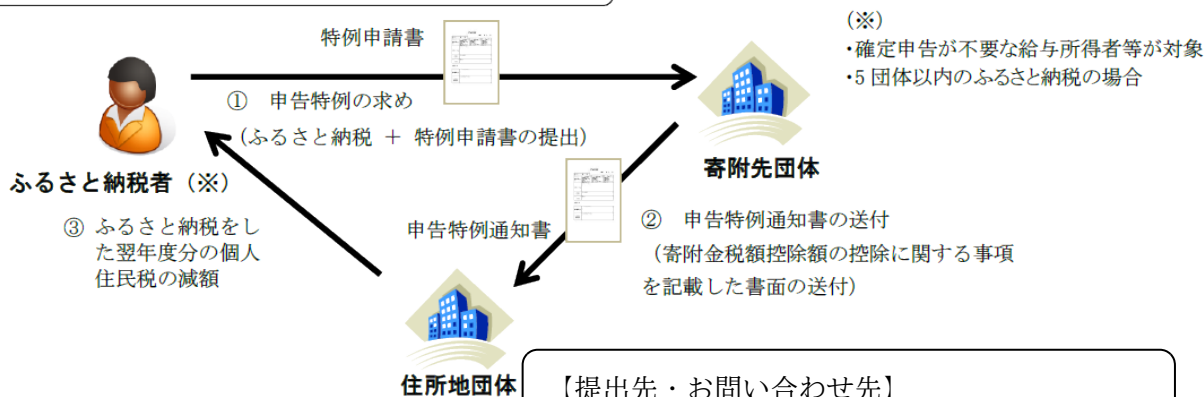 特例申請書
① 申告特例の求め
(ふるさと納税 + 特例申請書の提出)
ふるさと納税者(※)
寄附先団体
(※)
・確定申告が不要な給与所得者等が対象
・5団体以内のふるさと納税の場合
③ ふるさと納税をし
た翌年度分の個人
住民税の減額
申告特例通知書
② 申告特例通知書の送付
(寄附金税額控除額の控除に関する事項
を記載した書面の送付)
住所地団体
【提出先・お問い合わせ先】